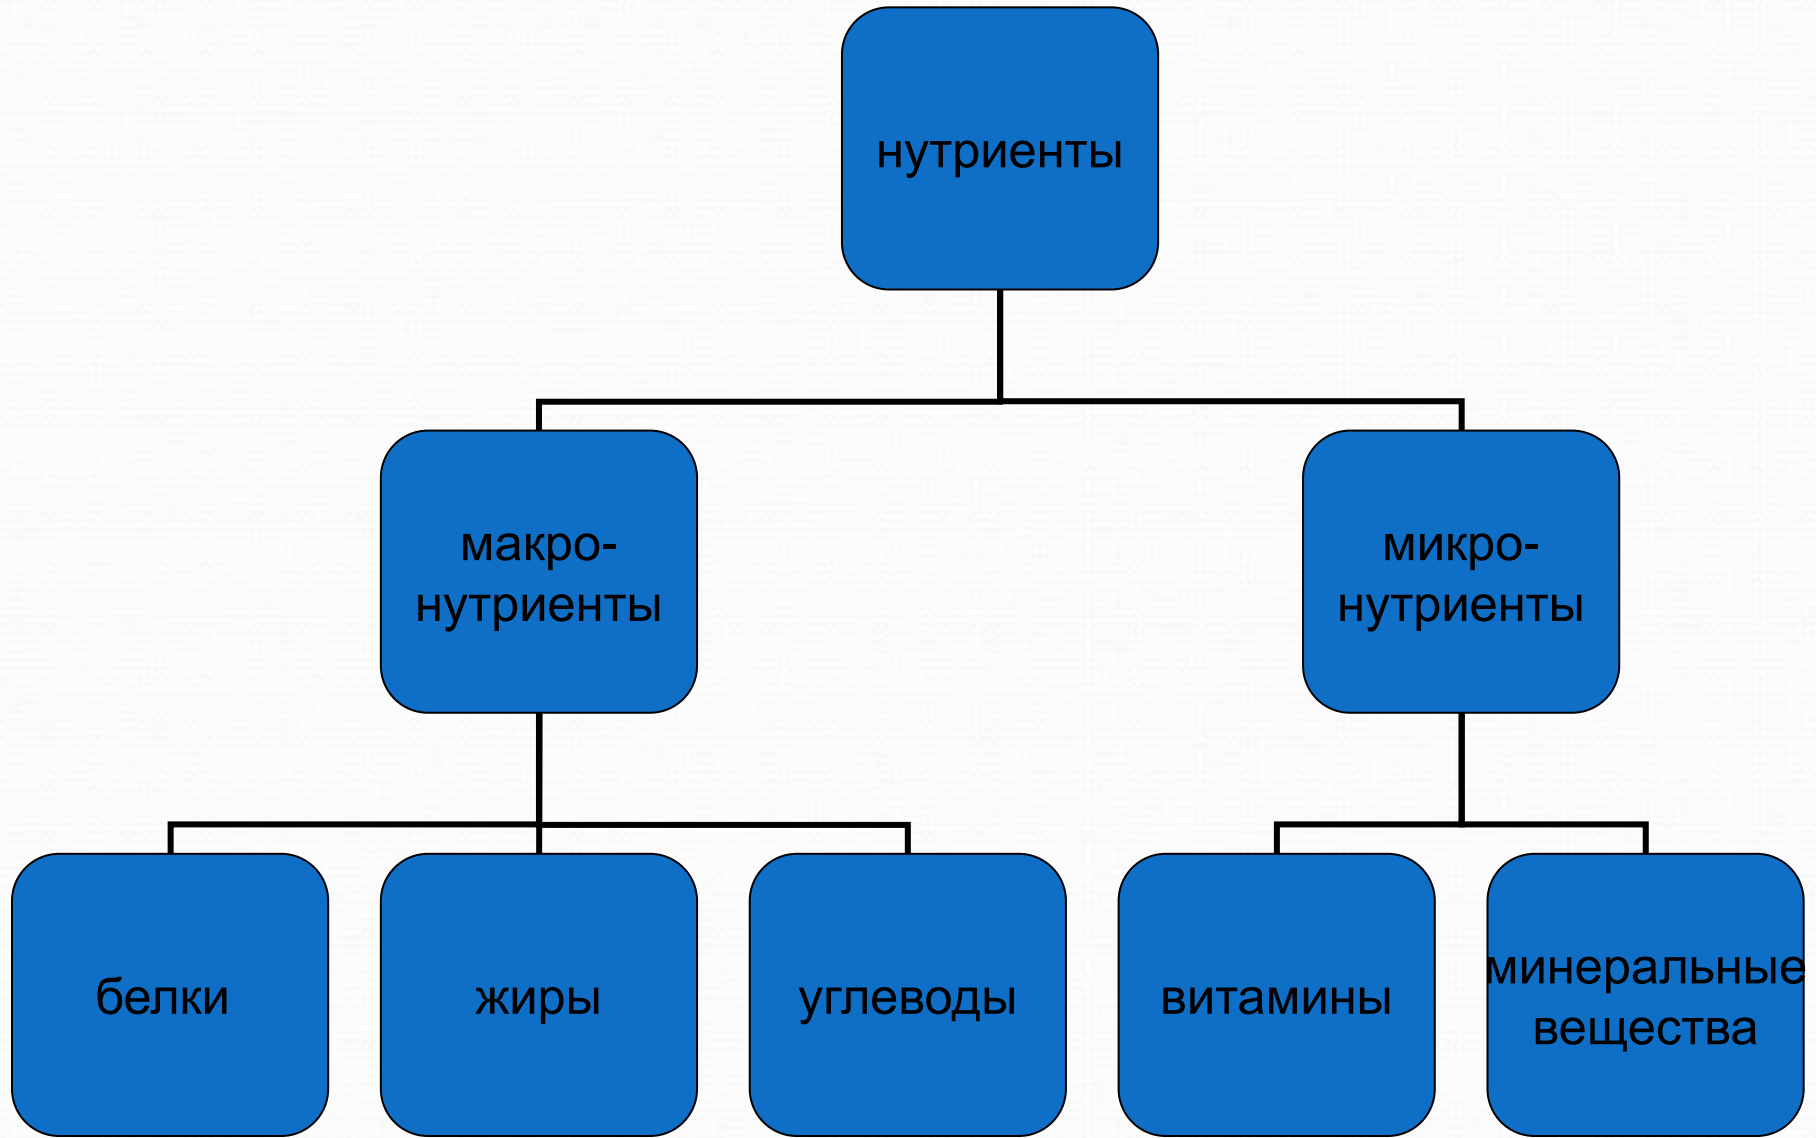 нутриенты
макро-
нутриенты
микро-
нутриенты
белки
жиры
углеводы
витамины
минеральные
вещества